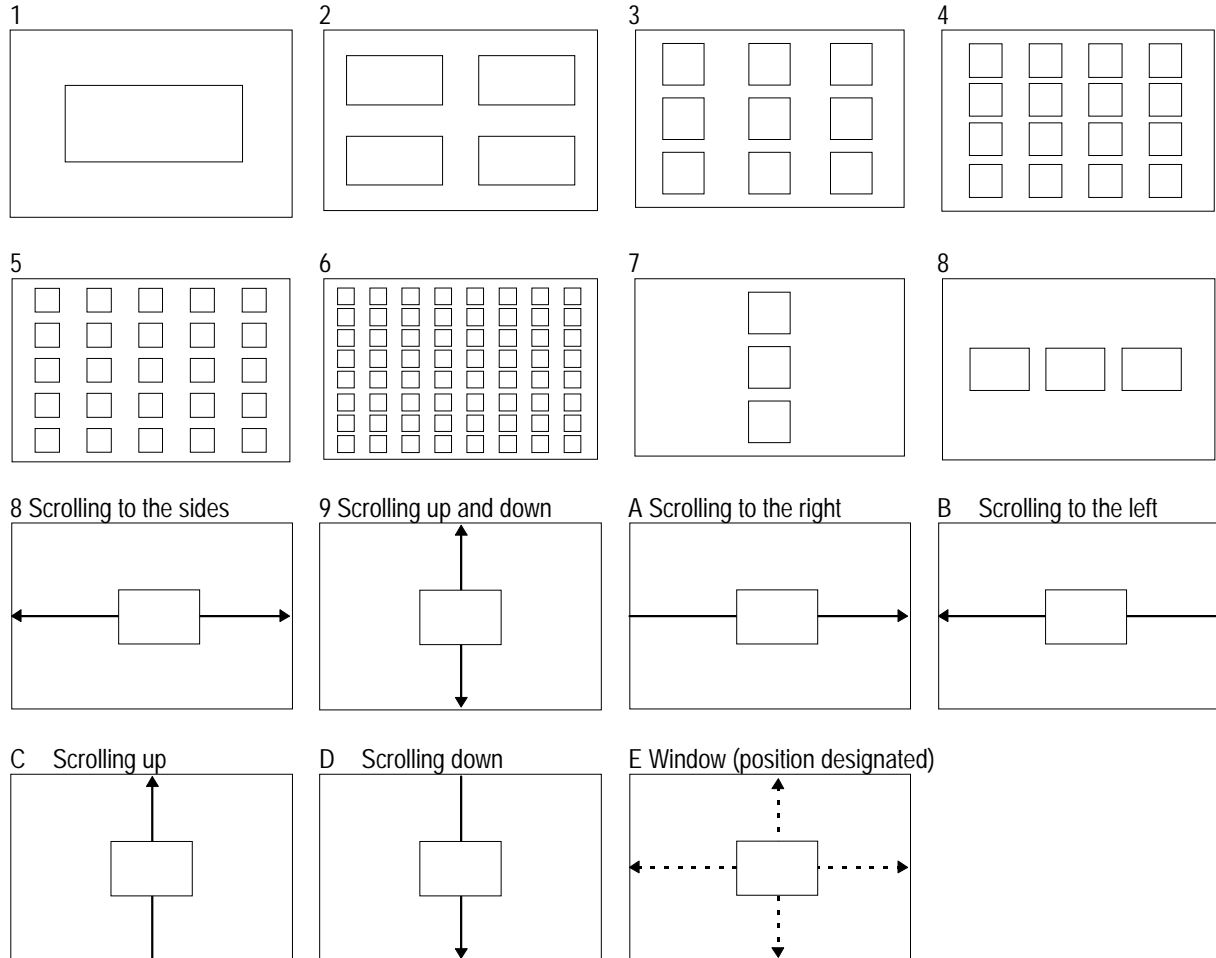 1
2
3
4
5
6
7
8
8 Scrolling to the sides
9 Scrolling up and down
A Scrolling to the right
B Scrolling to the left
C Scrolling up
D Scrolling down
E Window (position designated)